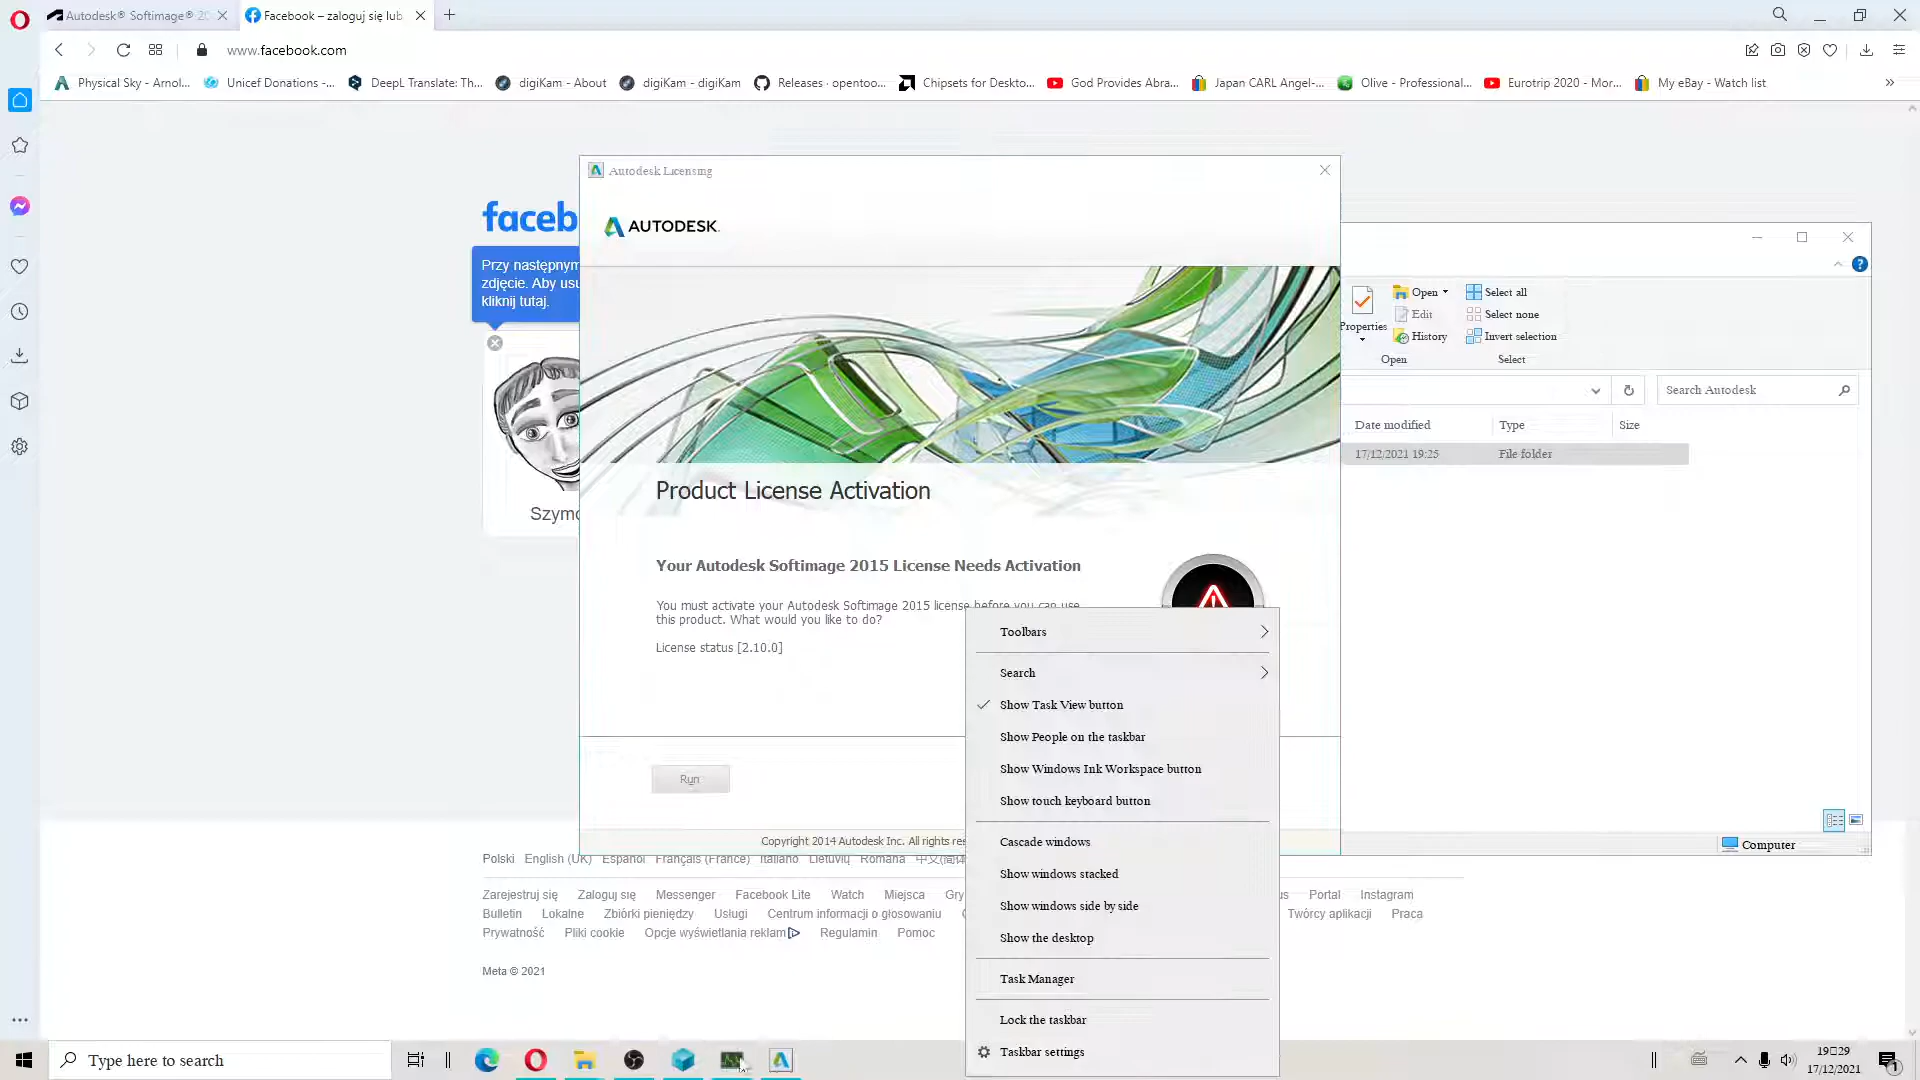 Autodesk® Softimage® 20
Facebook – zaloguj się lub
www.facebook.com
Physical Sky - Arnol...
Unicef Donations -...
DeepL Translate: Th...
digiKam - About
digiKam - digiKam
Releases · opentoo...
Chipsets for Deskto...
God Provides Abra...
Japan CARL Angel-...
Olive - Professional...
Eurotrip 2020 - Mor...
My eBay - Watch list
faceb
Przy następnym
zdjęcie. Aby usu
kliknij tutaj.
Szymo
Autodesk Licensing
AUTODESK.
Product License Activation
Your Autodesk Softimage 2015 License Needs Activation
You must activate your Autodesk Softimage 2015 license before you can use
this product. What would you like to do?
License status [2.10.0]
Run
Copyright 2014 Autodesk Inc. All rights res
Properties
Open
Edit
History
Open
Select all
Select none
Invert selection
Select
Search Autodesk
Date modified
Type
Size
17/12/2021 19:25
File folder
Computer
Toolbars
Search
Show Task View button
Show People on the taskbar
Show Windows Ink Workspace button
Show touch keyboard button
Cascade windows
Show windows stacked
Show windows side by side
Show the desktop
Task Manager
Lock the taskbar
Taskbar settings
Polski English (UK) Español Français (France) Italiano Lietuvių Română 中文(简体
Zarejestruj się Zaloguj się Messenger Facebook Lite Watch Miejsca Gry
us Portal Instagram
Bulletin Lokalne Zbiórki pieniędzy Usługi Centrum informacji o głosowaniu
Twórcy aplikacji Praca
Prywatność Pliki cookie Opcje wyświetlania reklam Regulamin Pomoc
Meta © 2021
Type here to search
19□29
17/12/2021
1